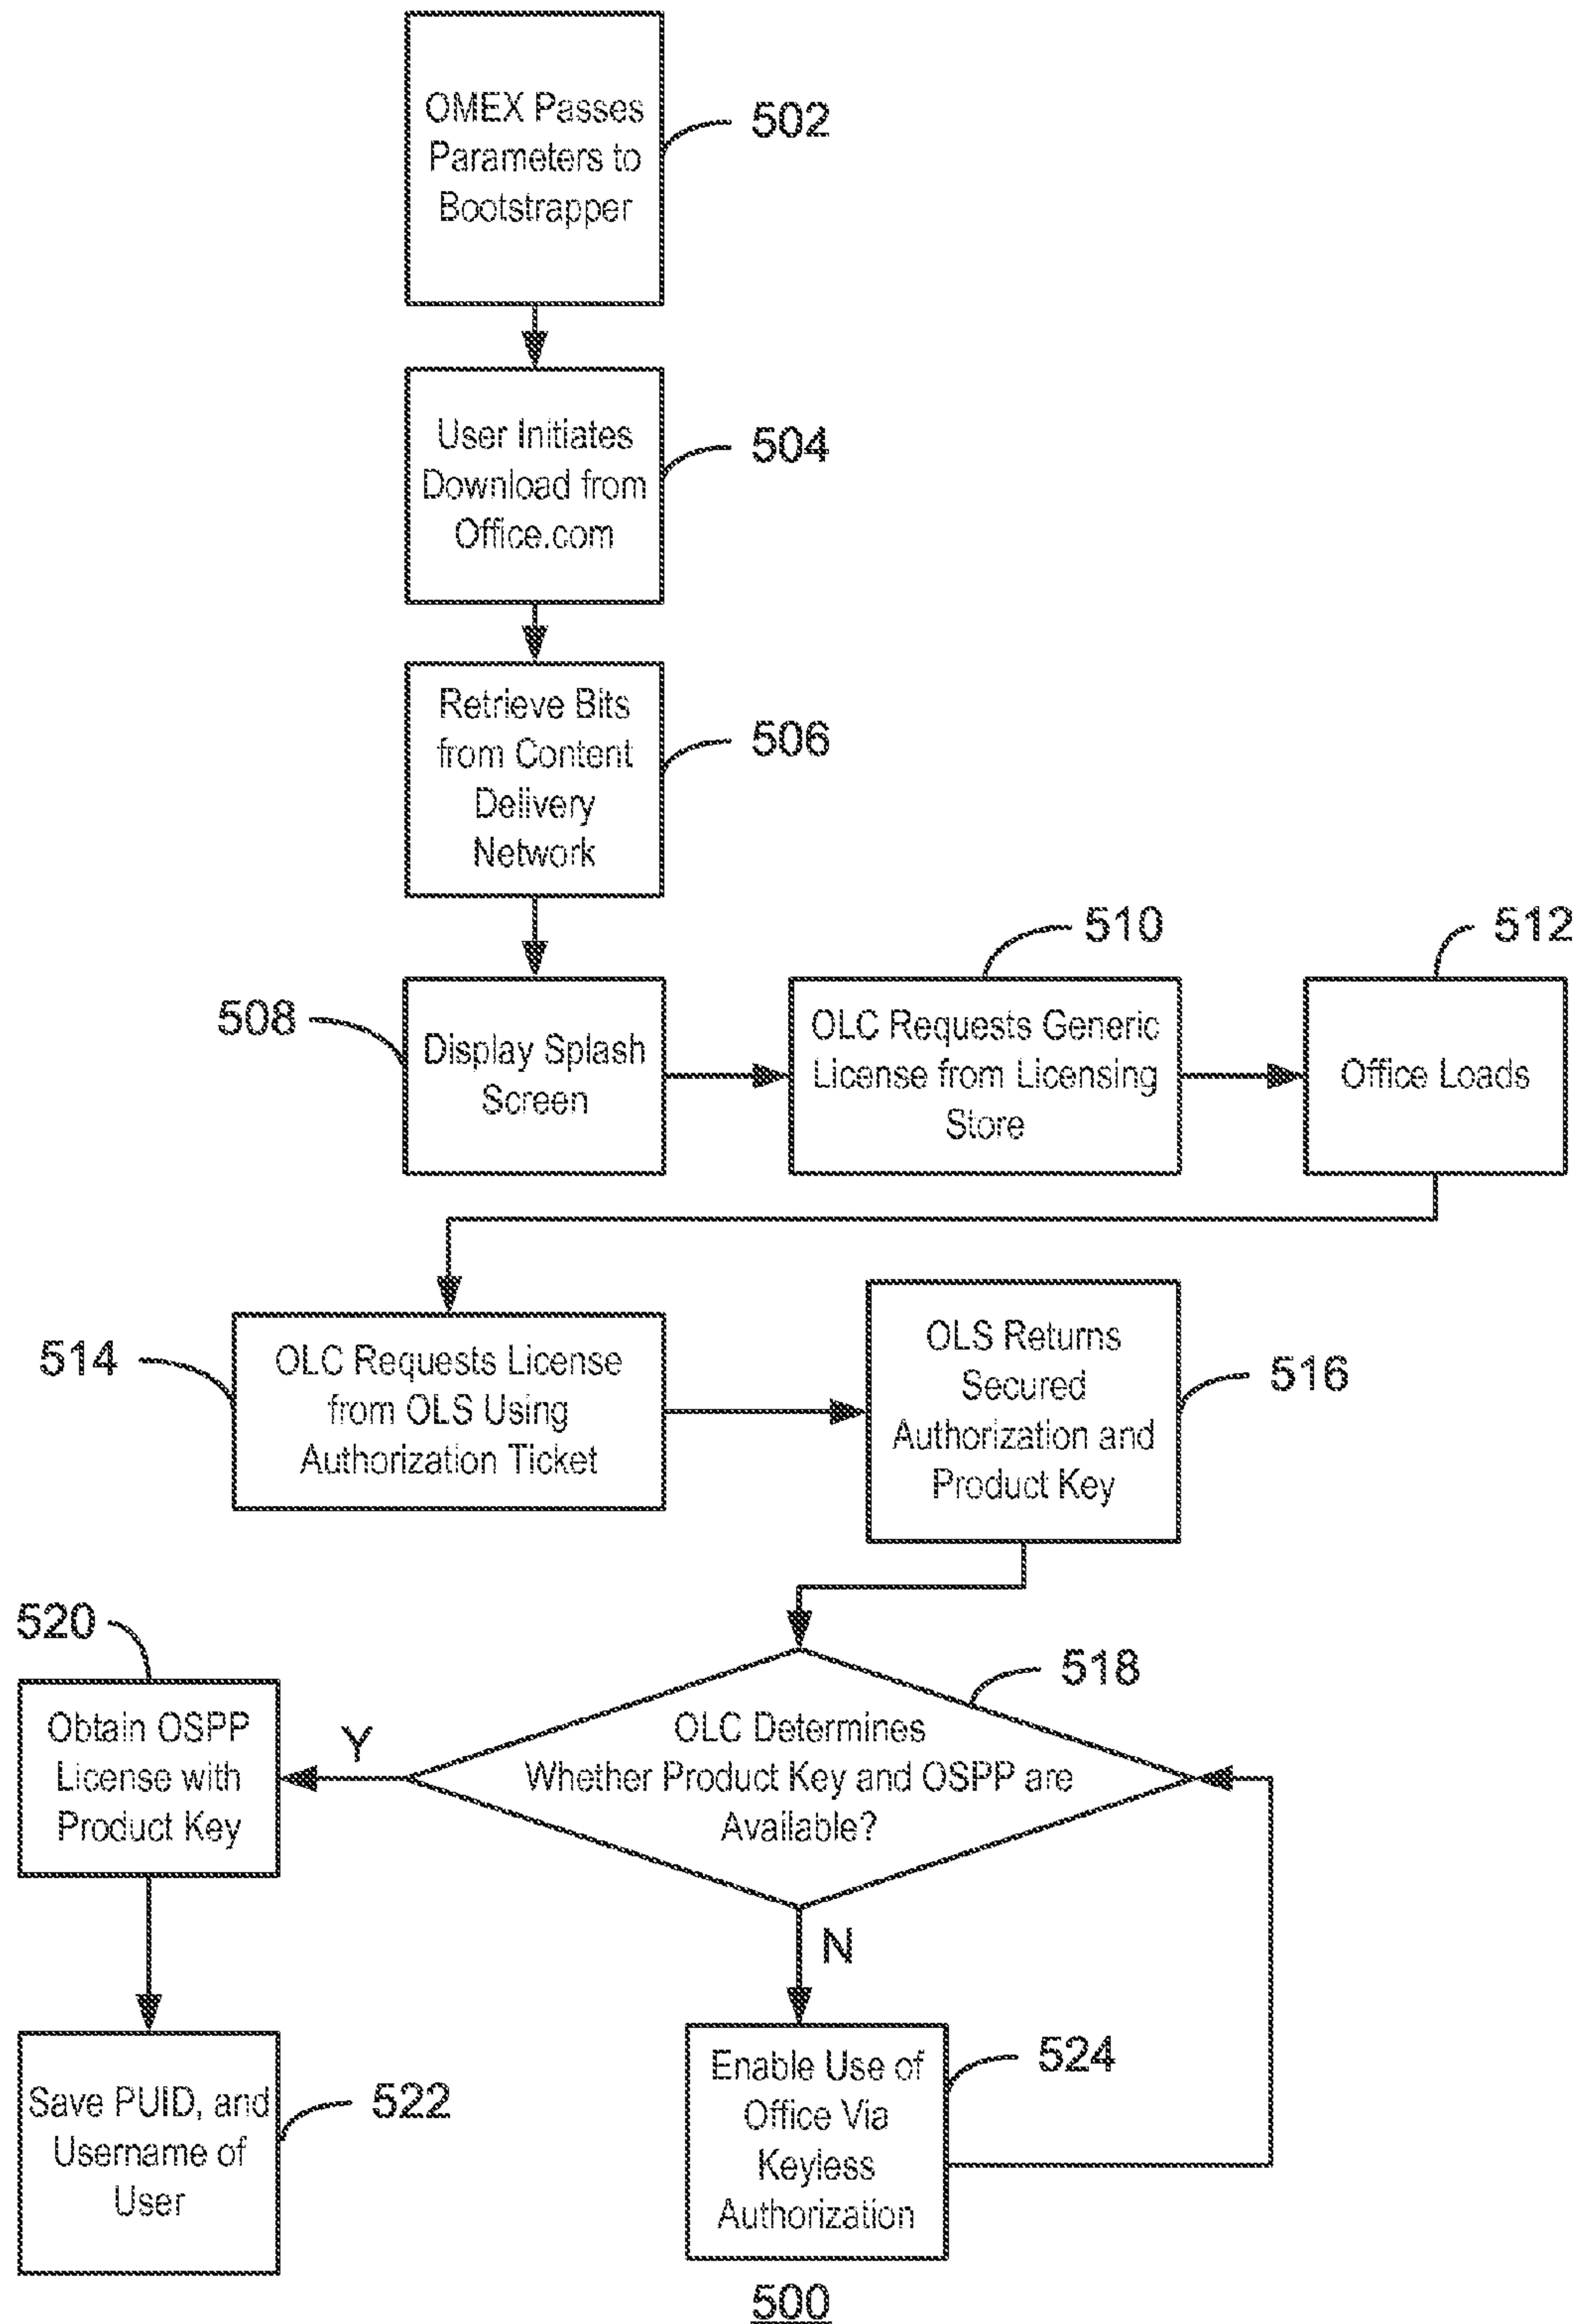 OMEX Passes
Parameters to
Bootstrapper
502
User Initiates
Download from
Office.com
504
Retrieve Bits
from Content
Delivery
Network
506
508
Display Splash
Screen
510
OLC Requests Generic
License from Licensing
Store
512
Office Loads
514
OLC Requests License
from OLS Using
Authorization Ticket
OLS Returns
Secured
Authorization and
Product Key
516
518
OLC Determines
Whether Product Key and OSPP are
Available?
Y
520
Obtain OSPP
License with
Product Key
N
Save PUID, and
Username of
User
522
Enable Use of
Office Via
Keyless
Authorization
524
500